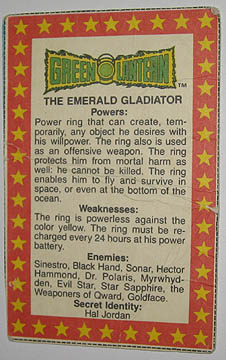 GREEN LANTERN
TM
THE EMERALD GLADIATOR
Powers:
Power ring that can create, tem-
porarily, any object he desires with
his willpower. The ring also is used
as an offensive weapon. The ring
protects him from mortal harm as
well: he cannot be killed. The ring
enables him to fly and survive in
space, or even at the bottom of the
ocean.
Weaknesses:
The ring is powerless against the
color yellow. The ring must be re-
charged every 24 hours at his power
battery.
Enemies:
Sinestro, Black Hand, Sonar, Hector
Hammond, Dr. Polaris, Myrwhyd-
den, Evil Star, Star Sapphire, the
Weaponers of Qward, Goldface.
Secret Identity:
Hal Jordan